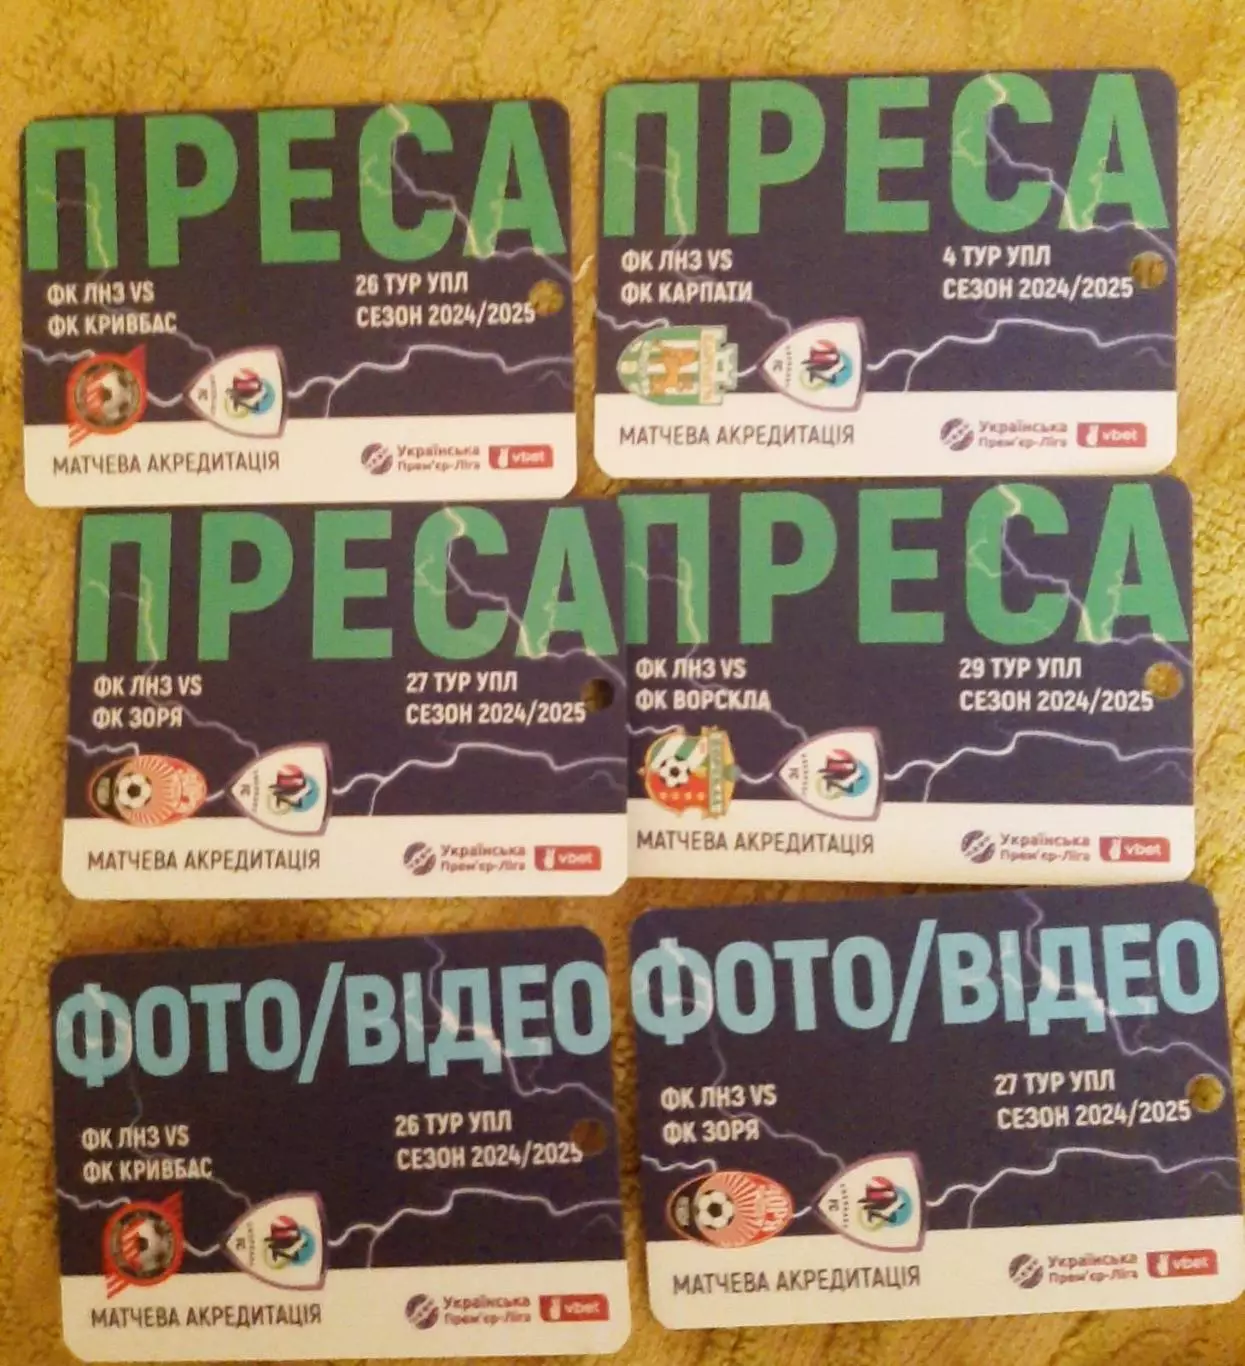 ПРЕСА
ФК ЛНЗ VS
ФК КРИВБАС
26 ТУР УПЛ
СЕЗОН 2024/2025
МАТЧЕВА АКРЕДИТАЦІЯ
Українська
Прем'єр-Ліга
vbet
ПРЕСА
ФК ЛНЗ VS
ФК КАРПАТИ
4 ТУР УПЛ
СЕЗОН 2024/2025
МАТЧЕВА АКРЕДИТАЦІЯ
Українська
Прем'єр-Ліга
vbet
ПРЕСА
ФК ЛНЗ VS
ФК ЗОРЯ
27 ТУР УПЛ
СЕЗОН 2024/2025
МАТЧЕВА АКРЕДИТАЦІЯ
Українська
Прем'єр-Ліга
vbet
ПРЕСА
ФК ЛНЗ VS
ФК ВОРСКЛА
29 ТУР УПЛ
СЕЗОН 2024/2025
МАТЧЕВА АКРЕДИТАЦІЯ
Українська
Прем'єр-Ліга
vbet
ФОТО/ВІДЕО
ФК ЛНЗ VS
ФК КРИВБАС
26 ТУР УПЛ
СЕЗОН 2024/2025
МАТЧЕВА АКРЕДИТАЦІЯ
Українська
Прем'єр-Ліга
vbet
ФОТО/ВІДЕО
ФК ЛНЗ VS
ФК ЗОРЯ
27 ТУР УПЛ
СЕЗОН 2024/2025
МАТЧЕВА АКРЕДИТАЦІЯ
Українська
Прем'єр-Ліга
vbet